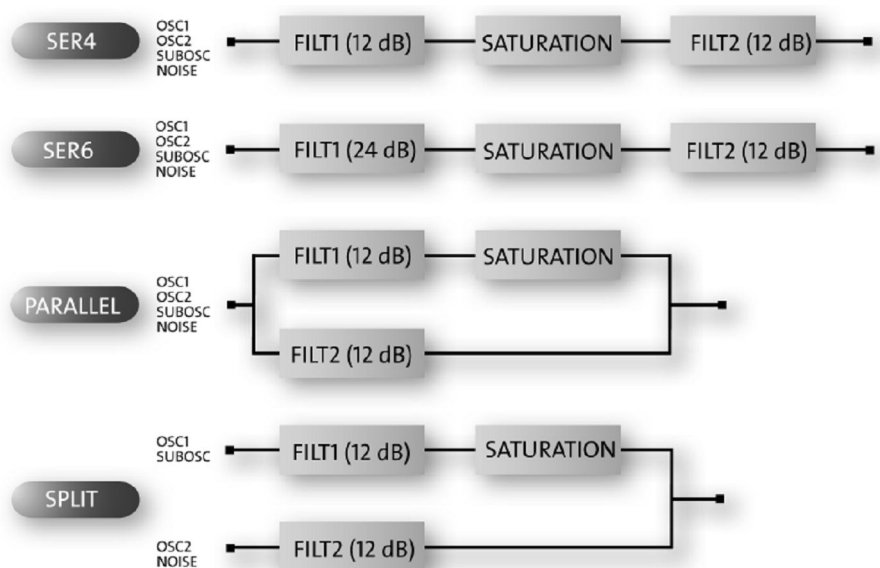 SER4
OSC1
OSC2
SUBOSC
NOISE
FILT1 (12 dB)
SATURATION
FILT2 (12 dB)
SER6
OSC1
OSC2
SUBOSC
NOISE
FILT1 (24 dB)
SATURATION
FILT2 (12 dB)
PARALLEL
OSC1
OSC2
SUBOSC
NOISE
FILT1 (12 dB)
SATURATION
FILT2 (12 dB)
SPLIT
OSC1
SUBOSC
FILT1 (12 dB)
SATURATION
OSC2
NOISE
FILT2 (12 dB)